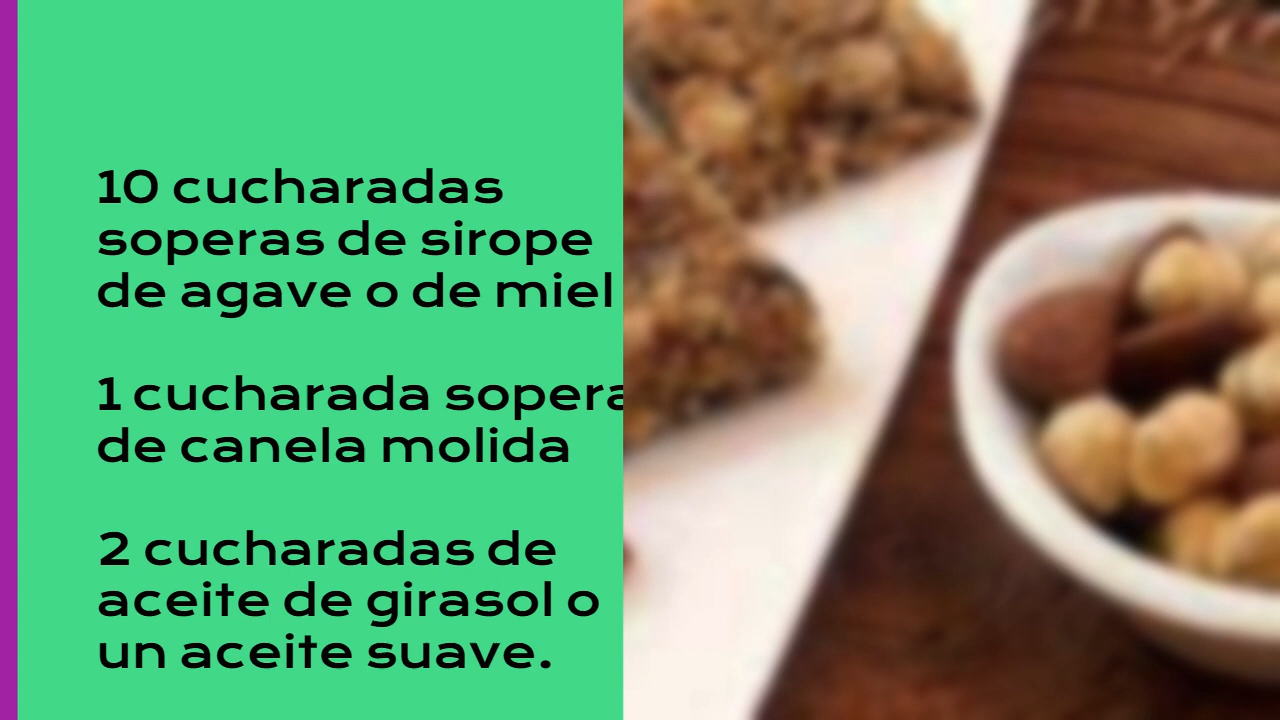 10 cucharadas
soperas de sirope
de agave o de miel
1 cucharada sopera
de canela molida
2 cucharadas de
aceite de girasol o
un aceite suave.